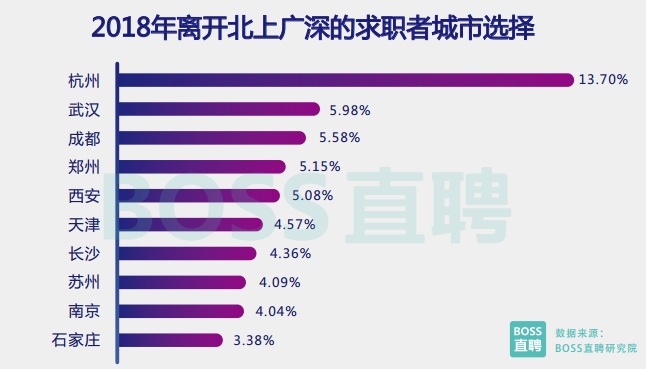 2018年离开北上广深的求职者城市选择
杭州 13.70%
武汉 5.98%
成都 5.58%
郑州 5.15%
西安 5.08%
天津 4.57%
长沙 4.36%
苏州 4.09%
南京 4.04%
石家庄 3.38%
BOSS直聘
BOSS
直聘
数据来源：
BOSS直聘研究院